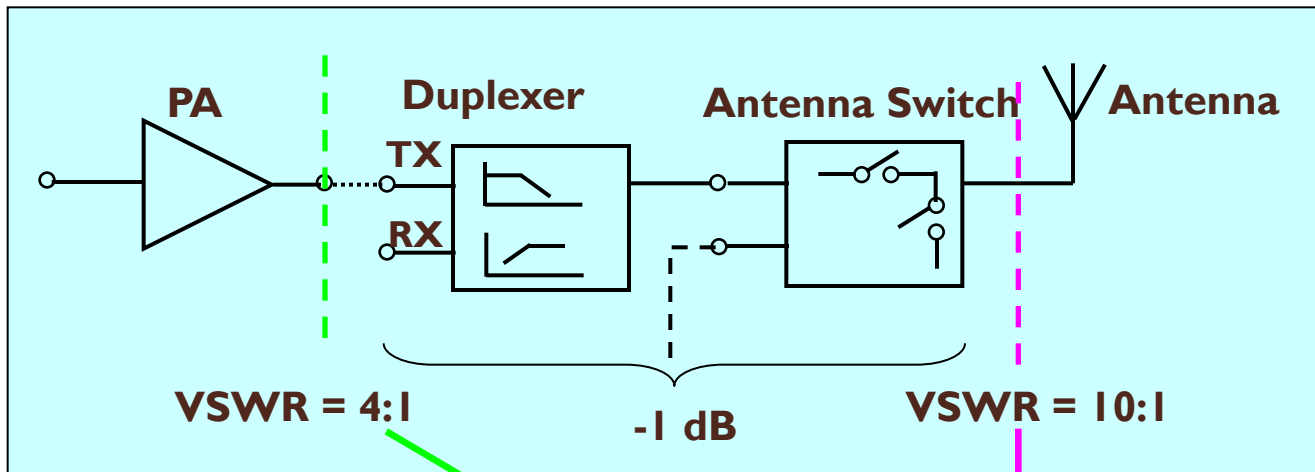 PA
Duplexer
Antenna Switch
Antenna
TX
RX
VSWR = 4:1
-1 dB
VSWR = 10:1